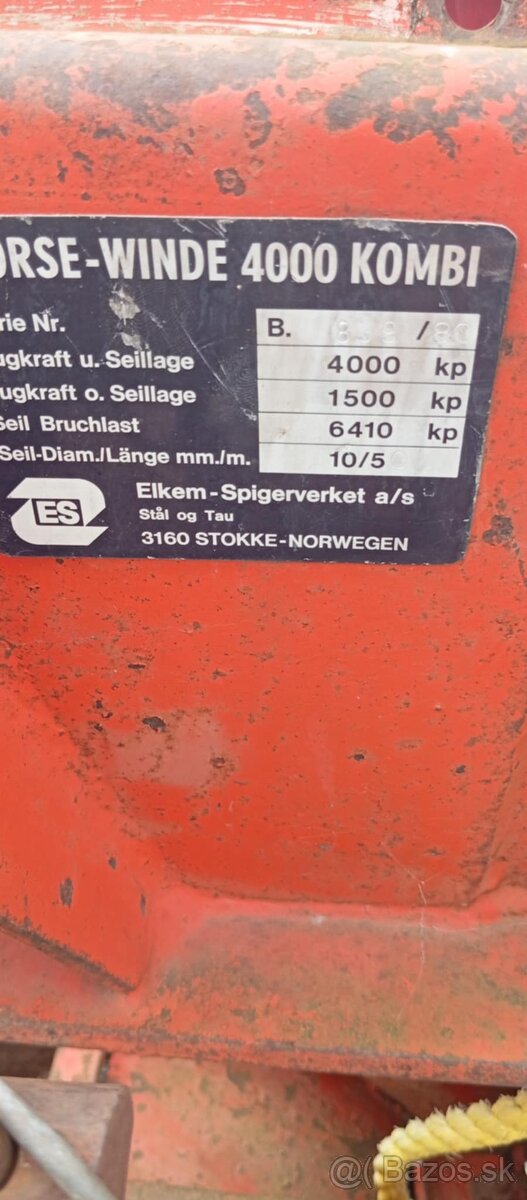 ORSE-WINDE 4000 KOMBI
rie Nr. B. /
ugkraft u. Seillage 4000 kp
ugkraft o. Seillage 1500 kp
Seil Bruchlast 6410 kp
Seil-Diam./Länge mm./m. 10/5
ES
Elkem-Spigerverket a/s
Stål og Tau
3160 STOKKE-NORWEGEN
@Bazos.sk